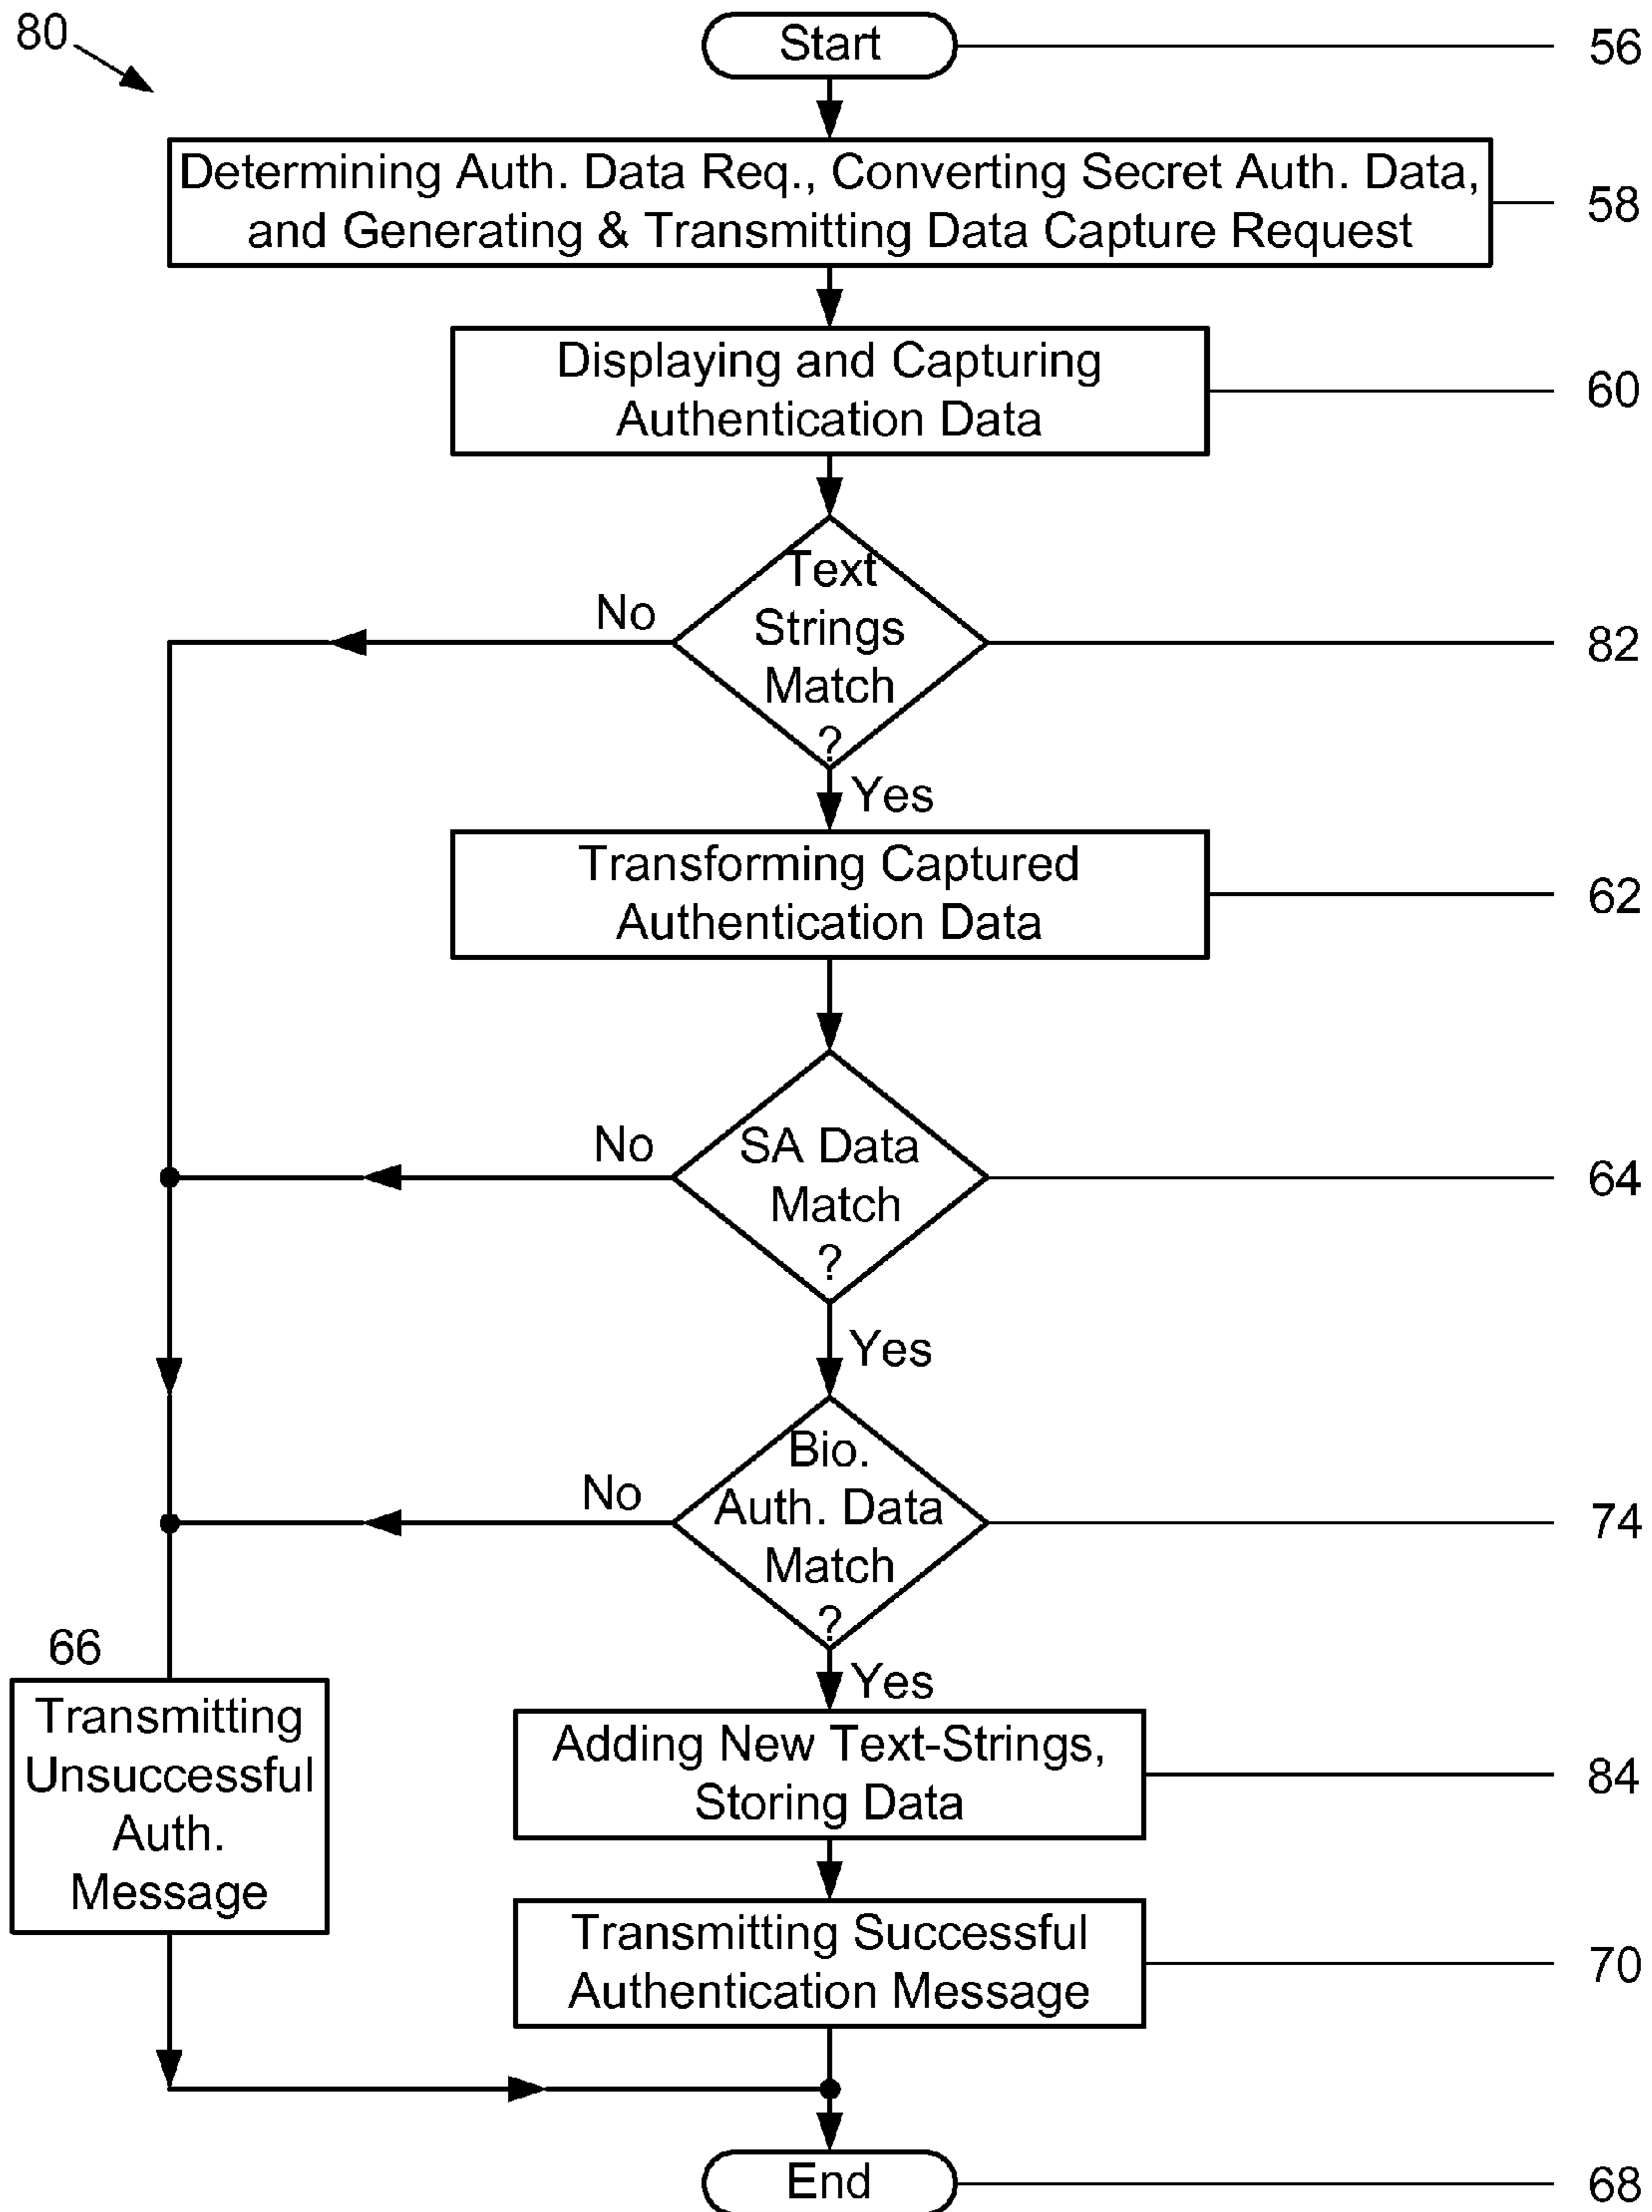 80
Start
56
Determining Auth. Data Req., Converting Secret Auth. Data,
and Generating & Transmitting Data Capture Request
58
Displaying and Capturing
Authentication Data
60
Text
Strings
Match
?
No
82
Yes
Transforming Captured
Authentication Data
62
SA Data
Match
?
No
64
Yes
Bio.
Auth. Data
Match
?
No
74
Yes
66
Transmitting
Unsuccessful
Auth.
Message
Adding New Text-Strings,
Storing Data
84
Transmitting Successful
Authentication Message
70
End
68